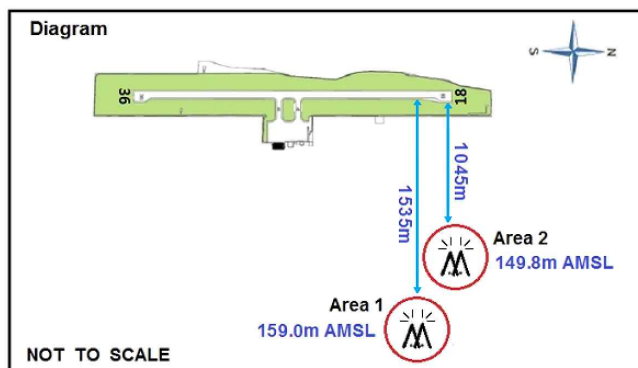 Diagram
S N
36
18
1045m
1535m
Area 2
149.8m AMSL
Area 1
159.0m AMSL
NOT TO SCALE